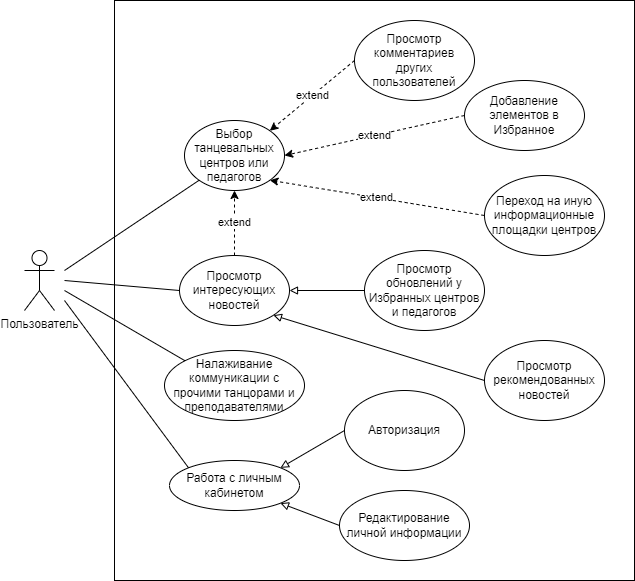 Просмотр
комментариев
других
пользователей
extend
Добавление
элементов в
Избранное
Выбор
танцевальных
центров или
педагогов
extend
extend
Переход на иную
информационные
площадки центров
extend
Просмотр
интересующих
новостей
Просмотр
обновлений у
Избранных центров
и педагогов
Пользователь
Налаживание
коммуникации с
прочими танцорами и
преподавателями
Просмотр
рекомендованных
новостей
Авторизация
Работа с личным
кабинетом
Редактирование
личной информации